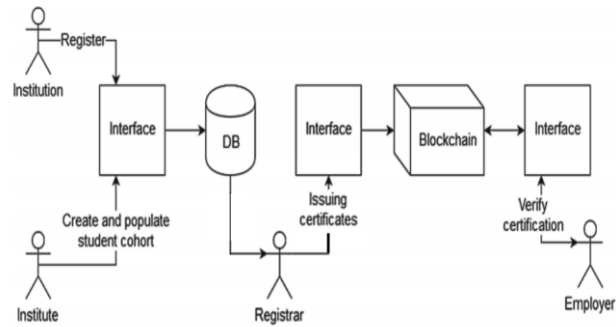 Register
Institution
Interface
DB
Interface
Blockchain
Interface
Create and populate
student cohort
Issuing
certificates
Verify
certification
Institute
Registrar
Employer